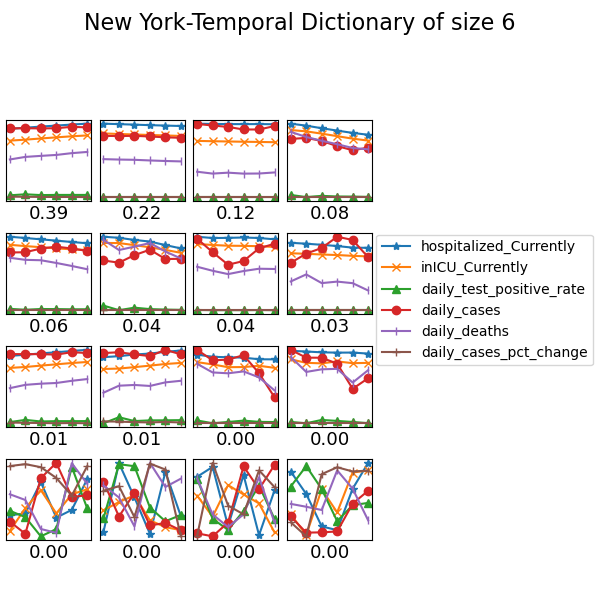 New York-Temporal Dictionary of size 6
0.39 0.22 0.12 0.08
hospitalized_Currently
inICU_Currently
daily_test_positive_rate
daily_cases
daily_deaths
daily_cases_pct_change
0.06 0.04 0.04 0.03
0.01 0.01 0.00 0.00
0.00 0.00 0.00 0.00